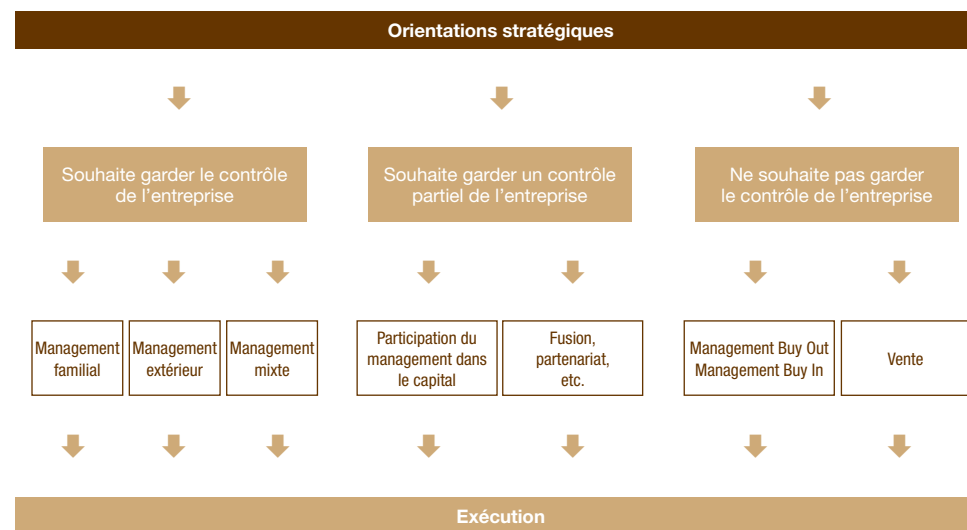 Orientations stratégiques
Souhaite garder le contrôle
de l'entreprise
Souhaite garder un contrôle
partiel de l'entreprise
Ne souhaite pas garder
le contrôle de l'entreprise
Management
familial
Management
extérieur
Management
mixte
Participation du
management dans
le capital
Fusion,
partenariat,
etc.
Management Buy Out
Management Buy In
Vente
Exécution